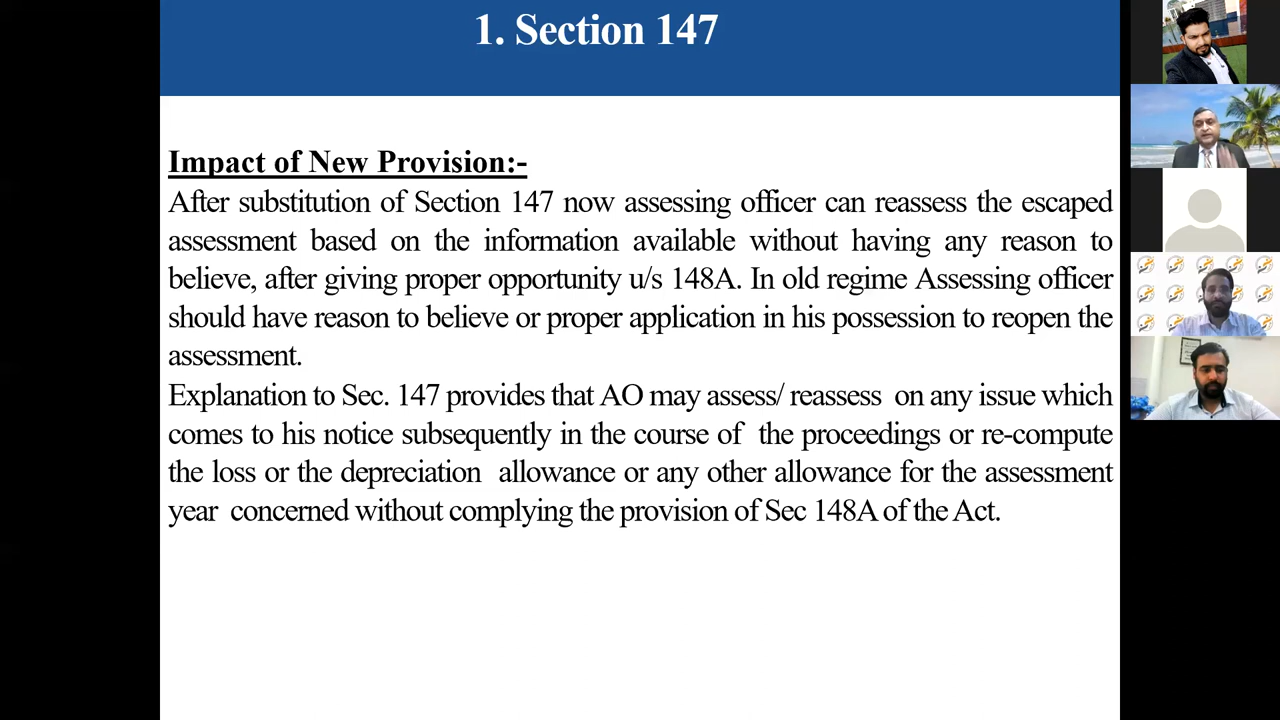 1. Section 147
Impact of New Provision:-
After substitution of Section 147 now assessing officer can reassess the escaped
assessment based on the information available without having any reason to
believe, after giving proper opportunity u/s 148A. In old regime Assessing officer
should have reason to believe or proper application in his possession to reopen the
assessment.
Explanation to Sec. 147 provides that AO may assess/ reassess on any issue which
comes to his notice subsequently in the course of the proceedings or re-compute
the loss or the depreciation allowance or any other allowance for the assessment
year concerned without complying the provision of Sec 148A of the Act.